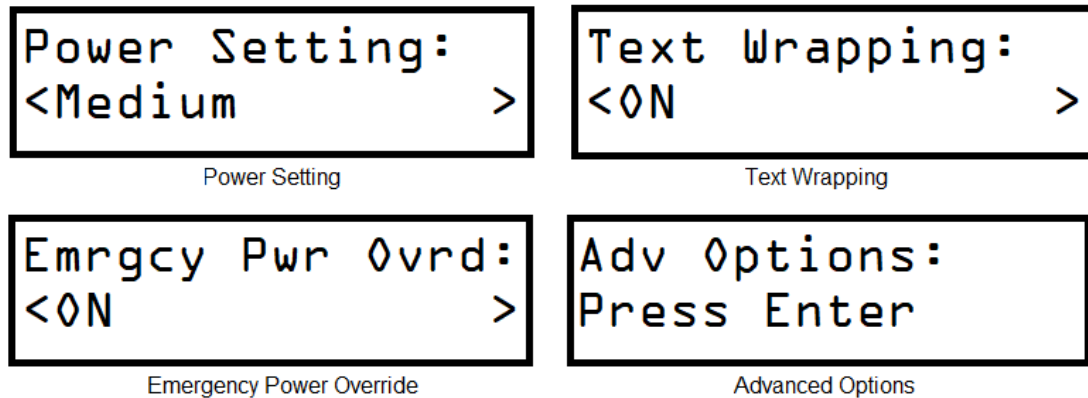 Power Setting:
<Medium >
Power Setting
Text Wrapping:
<ON >
Text Wrapping
Emrgcy Pwr Ovrd:
<ON >
Emergency Power Override
Adv Options:
Press Enter
Advanced Options